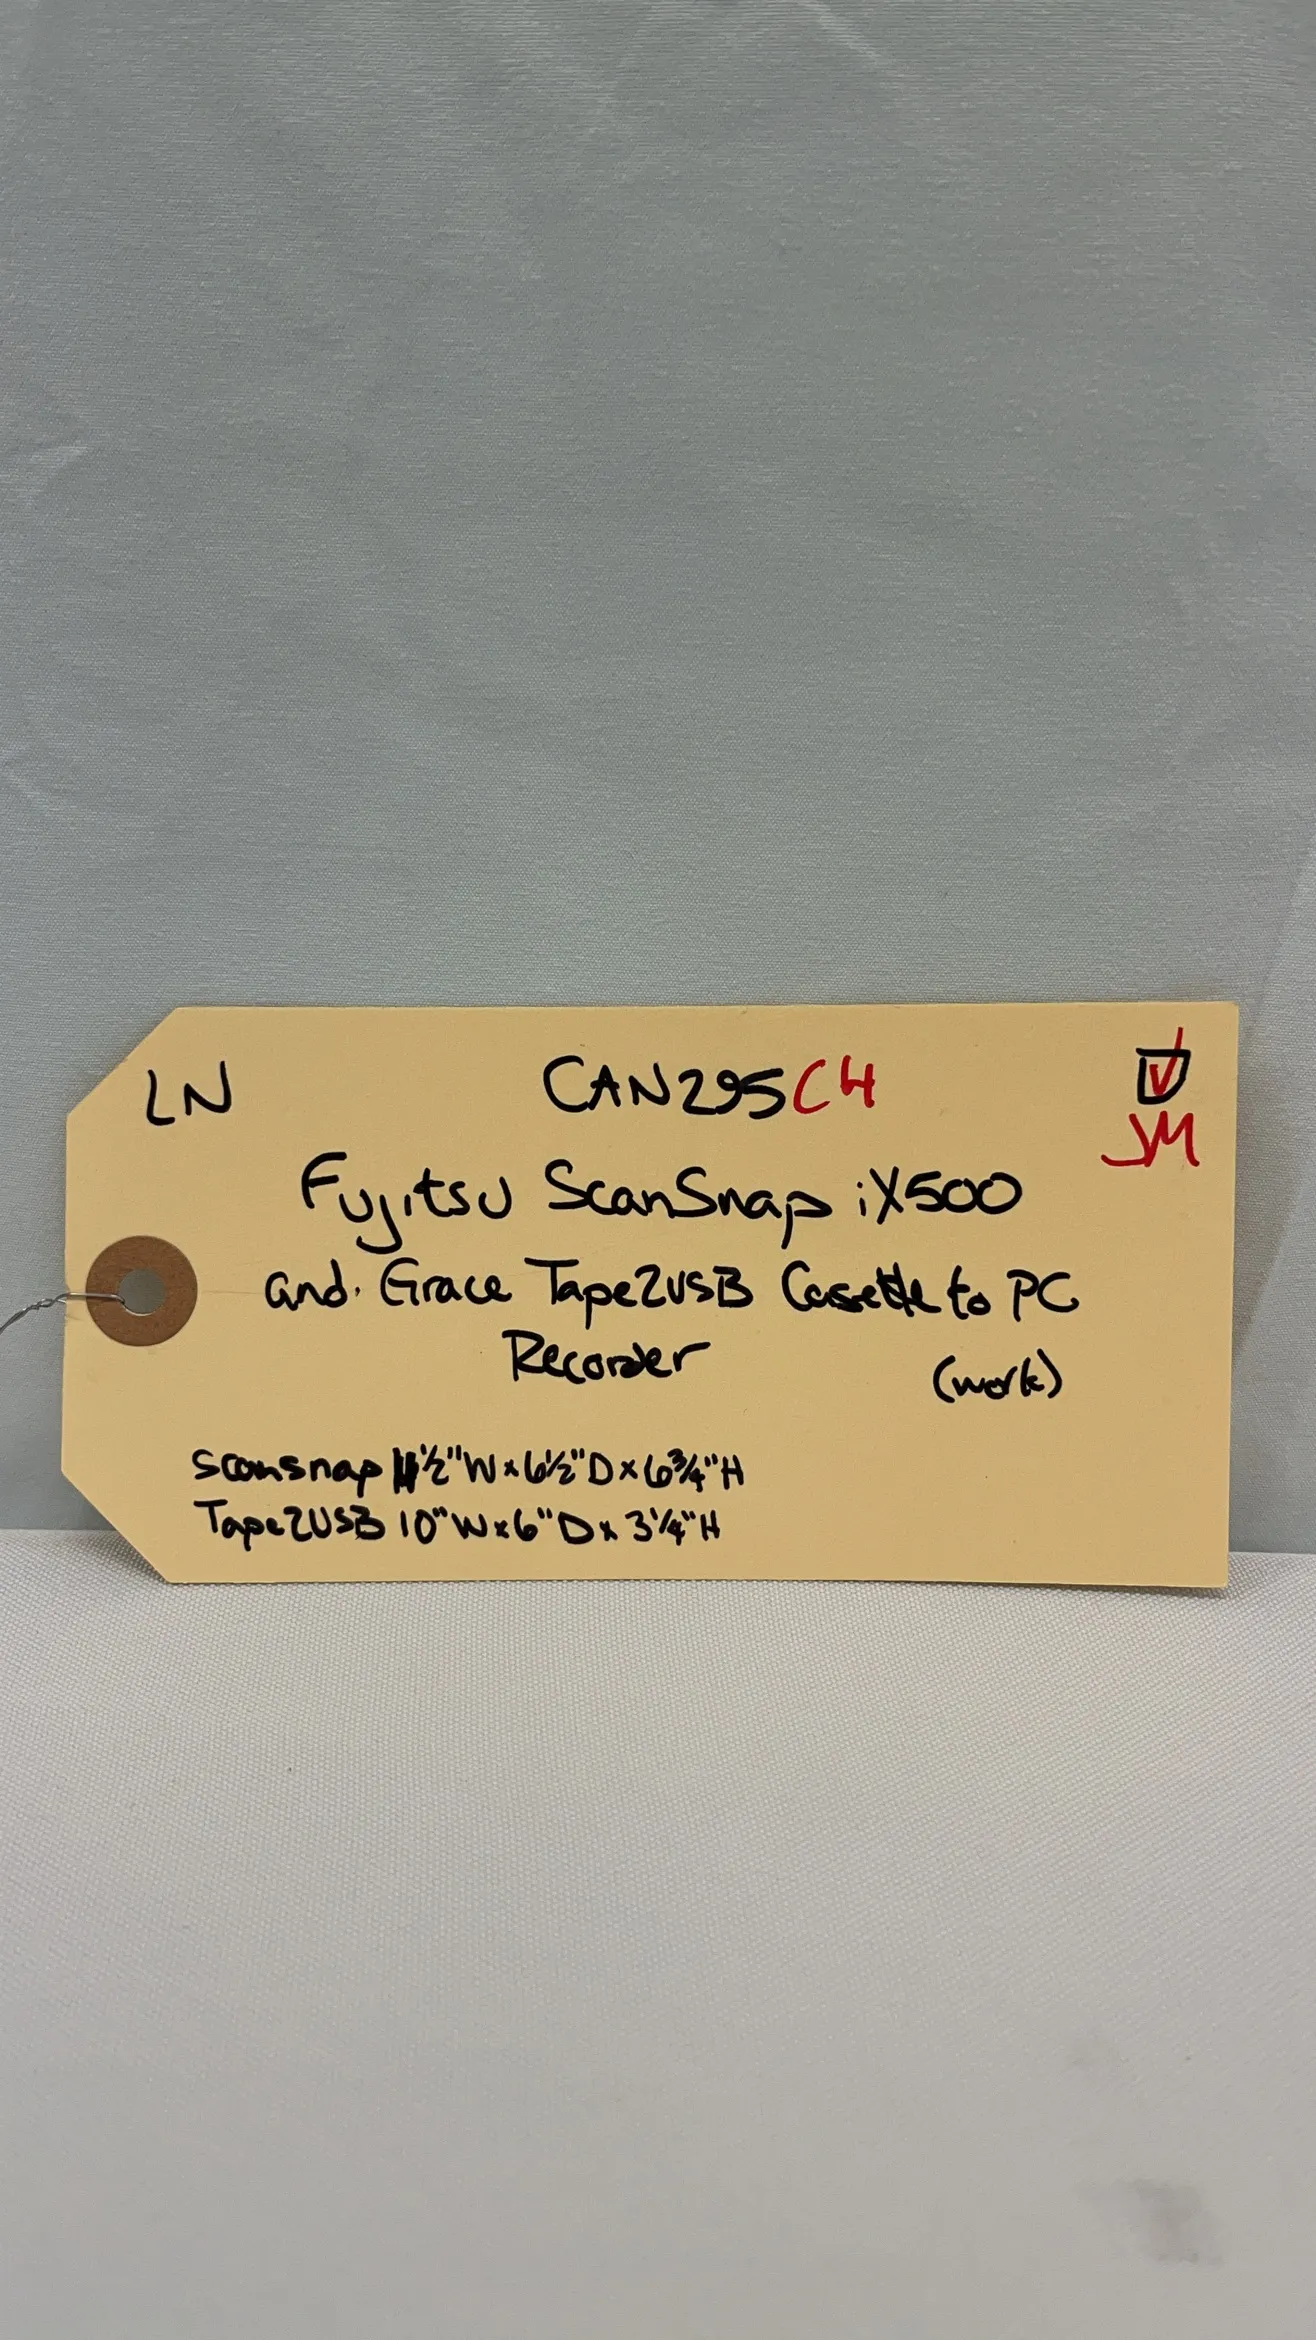 LN CAN295C4
JM
Fujitsu ScanSnap iX500
and Grace Tape2USB Cassette to PC
Recorder (work)
Scansnap 11½"W x 6½"D x 6¾"H
Tape2USB 10"W x 6"D x 3¼"H